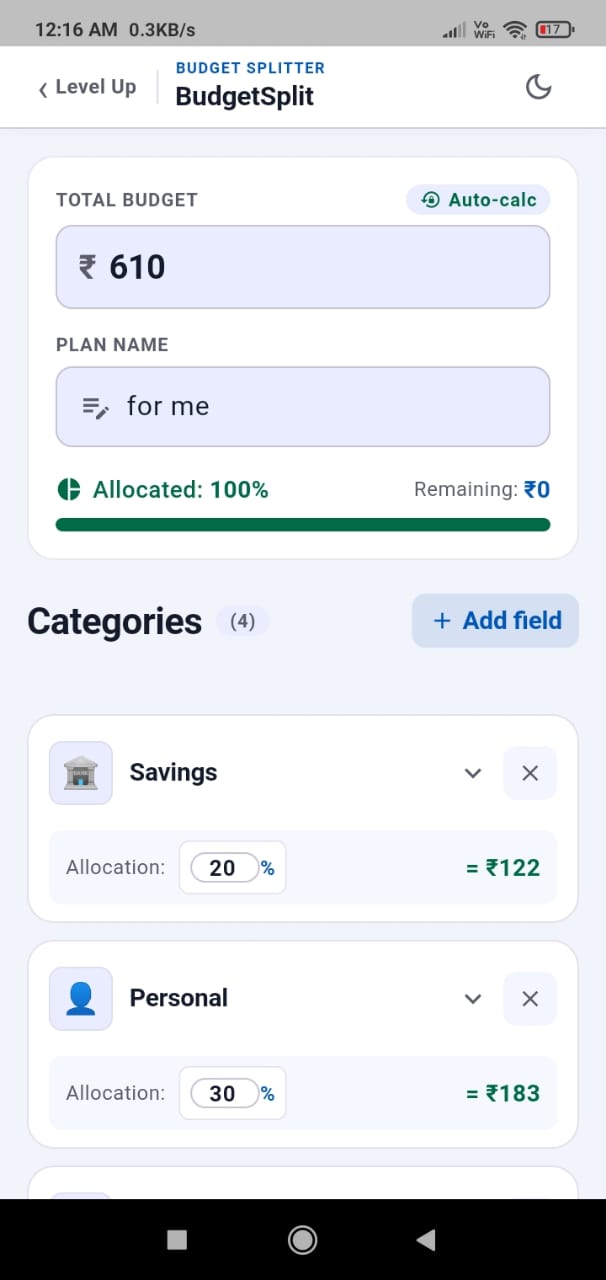 12:16 AM 0.3KB/s Vo WiFi 17
‹ Level Up
BUDGET SPLITTER
BudgetSplit
TOTAL BUDGET Auto-calc
₹ 610
PLAN NAME
for me
Allocated: 100% Remaining: ₹0
Categories (4) + Add field
Savings
Allocation: 20 % = ₹122
Personal
Allocation: 30 % = ₹183